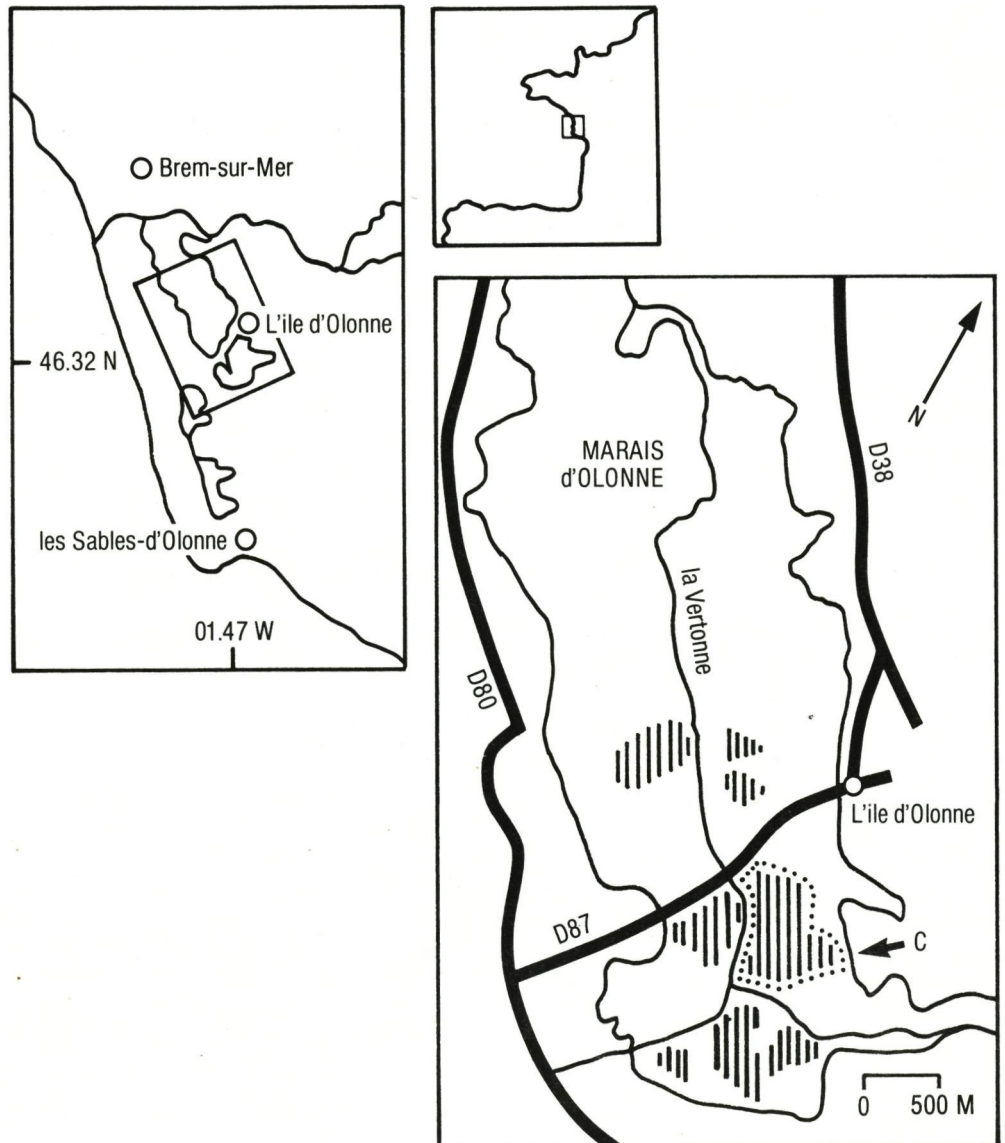 Brem-sur-Mer
L'ile d'Olonne
46.32 N
les Sables-d'Olonne
01.47 W
MARAIS
d'OLONNE
N
D38
la Vertonne
D80
L'ile d'Olonne
D87
C
0 500 M